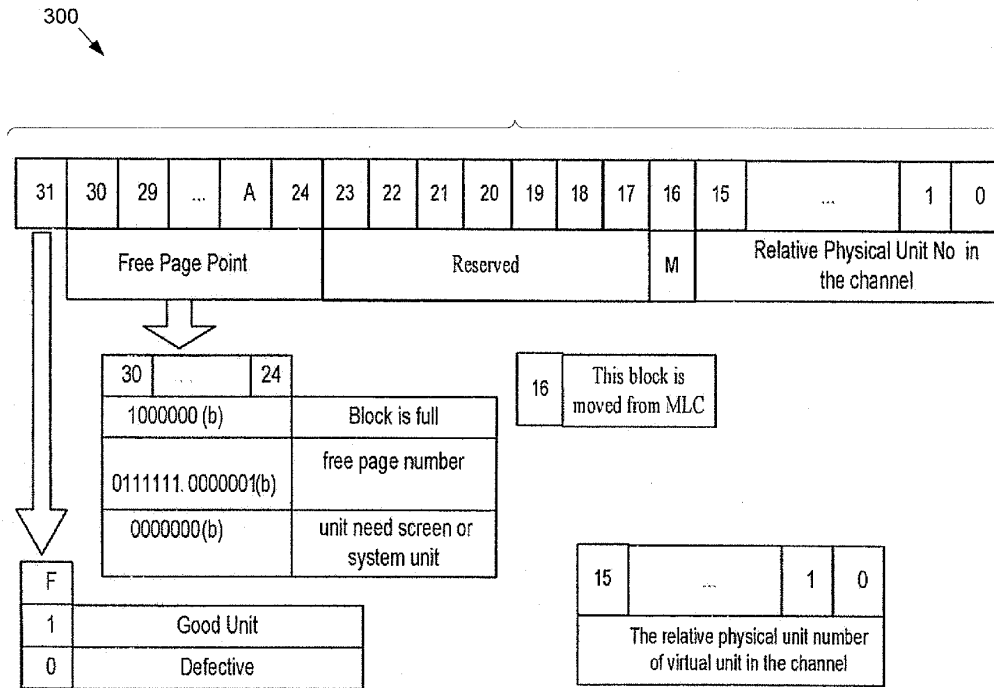 300
31 30 29 ... A 24 23 22 21 20 19 18 17 16 15 ... 1 0
Free Page Point Reserved M Relative Physical Unit No in
the channel
30 ... 24
1000000 (b) Block is full
0111111. 0000001(b) free page number
0000000(b) unit need screen or
system unit
16 This block is
moved from MLC
F
1 Good Unit
0 Defective
15 ... 1 0
The relative physical unit number
of virtual unit in the channel